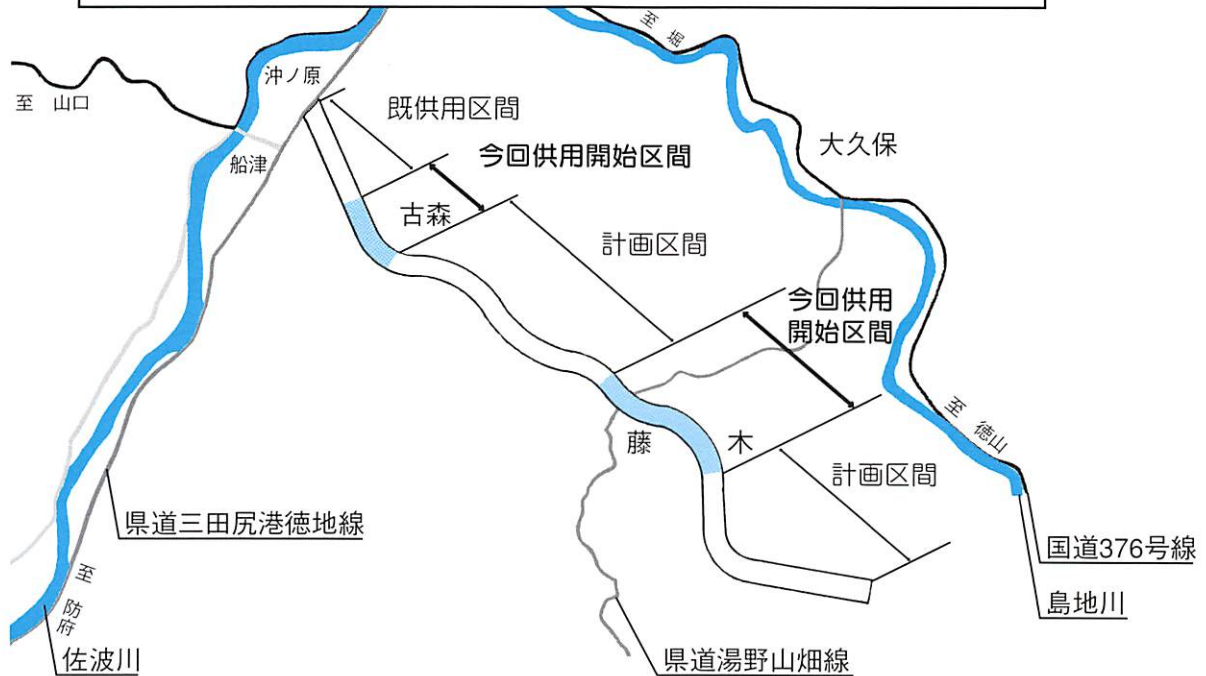 至 堀
沖ノ原
至 山口
既供用区間
大久保
船津
今回供用開始区間
古森
計画区間
今回供用
開始区間
至 徳山
藤 木
計画区間
県道三田尻港徳地線
国道376号線
至 防府
島地川
佐波川
県道湯野山畑線